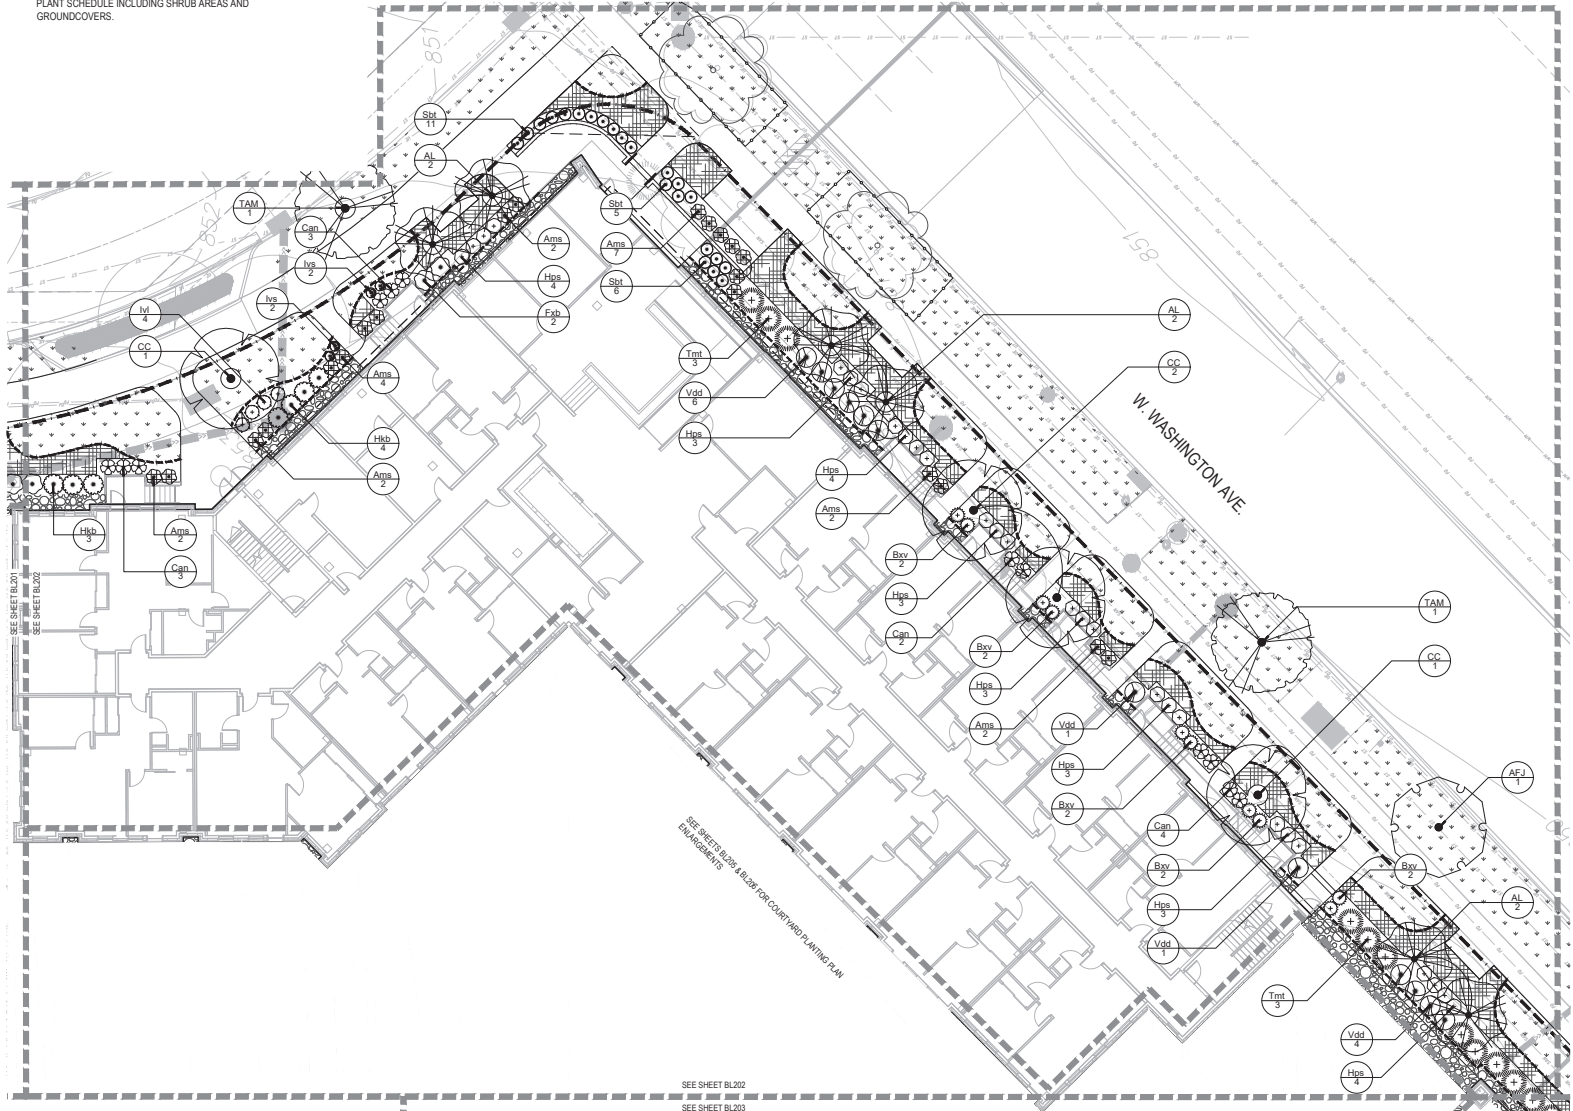 PLANT SCHEDULE INCLUDING SHRUB AREAS AND
GROUNDCOVERS.
851
852
851
Sbt
11
AL
2
TAM
1
Can
3
Ivs
2
Ivs
2
Ivl
4
CC
1
Ams
2
Hps
4
Fxb
2
Ams
4
Hkb
4
Ams
2
Hkb
3
Ams
2
Can
3
Sbt
5
Ams
7
Sbt
6
Tmt
3
Vdd
6
Hps
3
Hps
4
Ams
2
AL
2
CC
2
W. WASHINGTON AVE.
Bxv
2
Hps
3
Can
2
Bxv
2
Hps
3
Ams
2
Vdd
1
Hps
3
Bxv
2
TAM
1
CC
1
AFJ
1
Can
4
Bxv
2
Hps
3
Vdd
1
Bxv
2
AL
2
Tmt
3
Vdd
4
Hps
4
SEE SHEET BL201
SEE SHEET BL202
SEE SHEETS BL205 & BL206 FOR COURTYARD PLANTING PLAN
ENLARGEMENTS
SEE SHEET BL202
SEE SHEET BL203